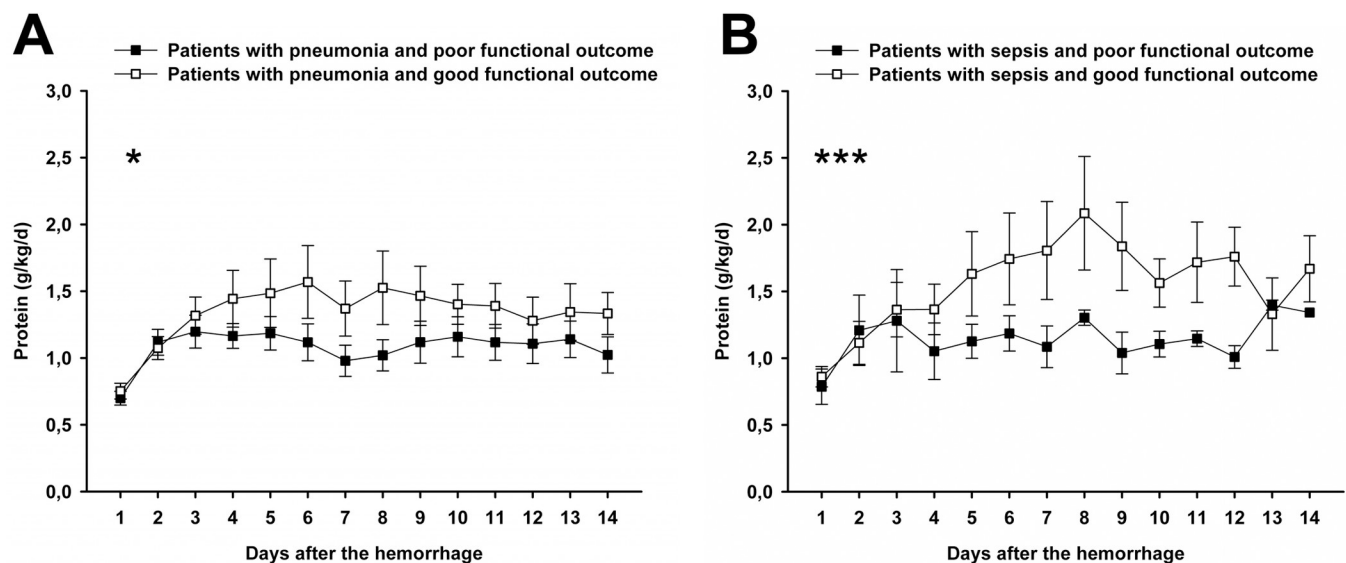 A
Patients with pneumonia and poor functional outcome
Patients with pneumonia and good functional outcome
3,0
2,5
2,0
1,5
1,0
0,5
0,0
*
Protein (g/kg/d)
1 2 3 4 5 6 7 8 9 10 11 12 13 14
Days after the hemorrhage
B
Patients with sepsis and poor functional outcome
Patients with sepsis and good functional outcome
3,0
2,5
2,0
1,5
1,0
0,5
0,0
***
Protein (g/kg/d)
1 2 3 4 5 6 7 8 9 10 11 12 13 14
Days after the hemorrhage